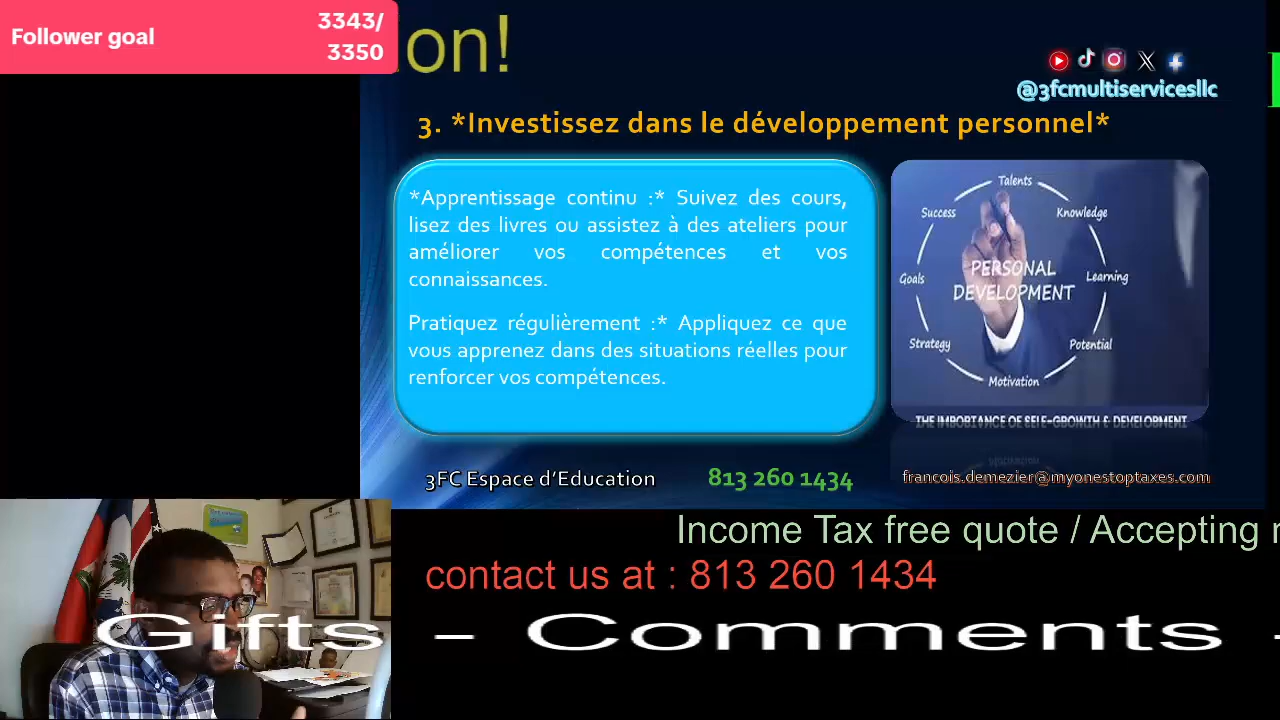 Follower goal
3343/
3350
on!
@3fcmultiservicesllc
3. *Investissez dans le développement personnel*
*Apprentissage continu :* Suivez des cours,
lisez des livres ou assistez à des ateliers pour
améliorer vos compétences et vos
connaissances.
Pratiquez régulièrement :* Appliquez ce que
vous apprenez dans des situations réelles pour
renforcer vos compétences.
Talents
Success
Knowledge
Goals
PERSONAL
DEVELOPMENT
Learning
Strategy
Potential
Motivation
3FC Espace d'Education
813 260 1434
francois.demezier@myonestoptaxes.com
Income Tax free quote / Accepting
contact us at : 813 260 1434
Gifts - Comments -